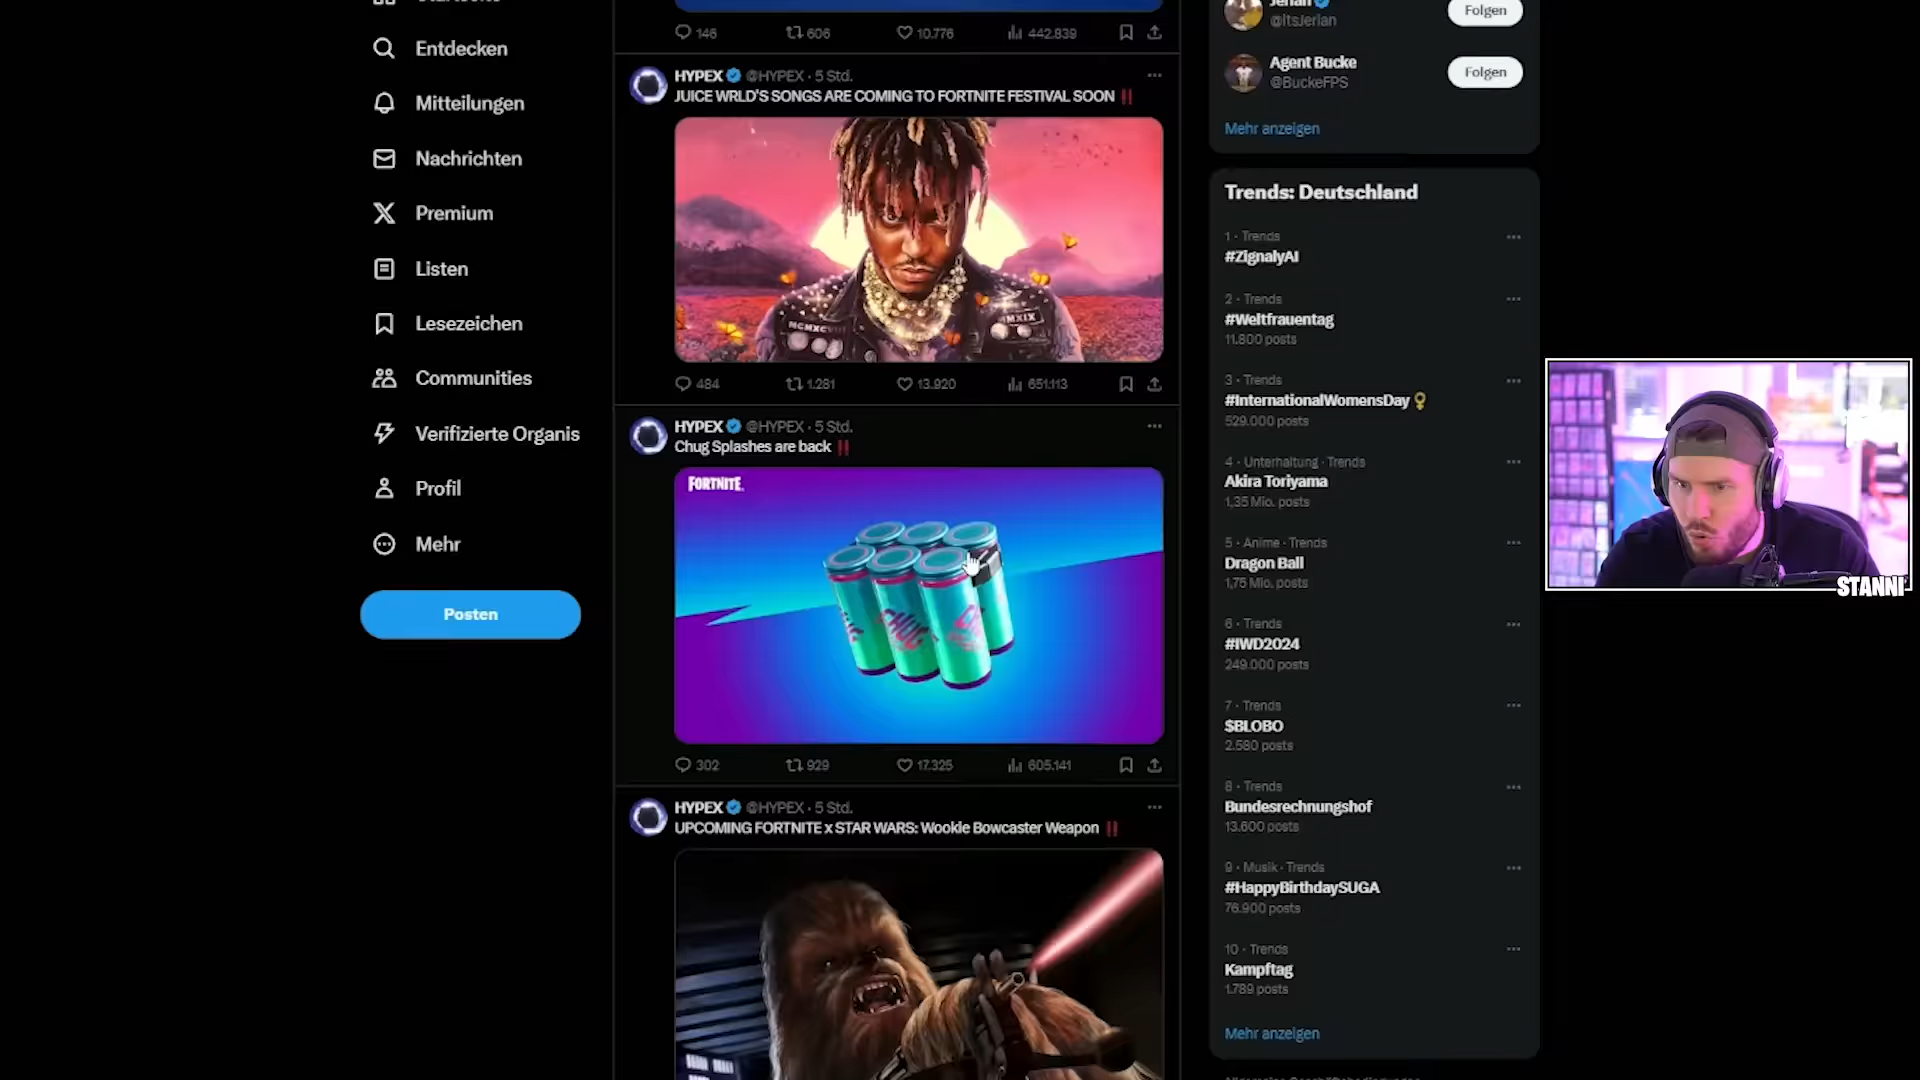 Entdecken
Mitteilungen
Nachrichten
Premium
Listen
Lesezeichen
Communities
Verifizierte Organis
Profil
Mehr
Posten
146 606 10.776 442.839
HYPEX @HYPEX · 5 Std.
JUICE WRLD'S SONGS ARE COMING TO FORTNITE FESTIVAL SOON ‼
MCMXCVIII MMXIX
484 1.281 13.920 651.113
HYPEX @HYPEX · 5 Std.
Chug Splashes are back ‼
FORTNITE
CHUG
302 929 17.325 605.141
HYPEX @HYPEX · 5 Std.
UPCOMING FORTNITE x STAR WARS: Wookie Bowcaster Weapon ‼
Jerian
@ItsJerian
Folgen
Agent Bucke
@BuckeFPS
Folgen
Mehr anzeigen
Trends: Deutschland
1 · Trends
#ZignalyAI
2 · Trends
#Weltfrauentag
11.800 posts
3 · Trends
#InternationalWomensDay
529.000 posts
4 · Unterhaltung · Trends
Akira Toriyama
1,35 Mio. posts
5 · Anime · Trends
Dragon Ball
1,75 Mio. posts
6 · Trends
#IWD2024
249.000 posts
7 · Trends
$BLOBO
2.580 posts
8 · Trends
Bundesrechnungshof
13.600 posts
9 · Musik · Trends
#HappyBirthdaySUGA
76.900 posts
10 · Trends
Kampftag
1.789 posts
Mehr anzeigen
STANNI